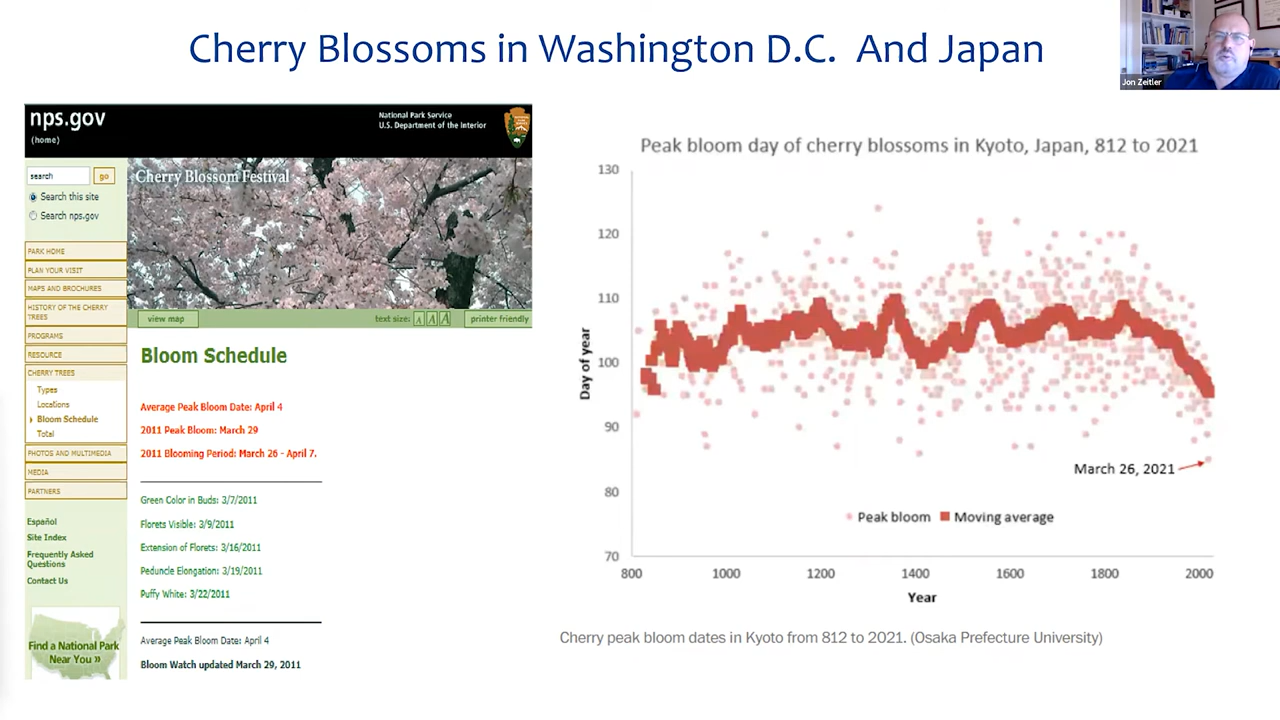 Cherry Blossoms in Washington D.C. And Japan
Jon Zeitler
nps.gov
(home)
National Park Service
U.S. Department of the Interior
search
go
Search this site
Search nps.gov
Cherry Blossom Festival
PARK HOME
PLAN YOUR VISIT
MAPS AND BROCHURES
HISTORY OF THE CHERRY
TREES
PROGRAMS
RESOURCE
CHERRY TREES
Types
Locations
Bloom Schedule
Total
PHOTOS AND MULTIMEDIA
MEDIA
PARTNERS
Español
Site Index
Frequently Asked
Questions
Contact Us
Find a National Park
Near You »
view map
text size: A A A
printer friendly
Bloom Schedule
Average Peak Bloom Date: April 4
2011 Peak Bloom: March 29
2011 Blooming Period: March 26 - April 7.
Green Color in Buds: 3/7/2011
Florets Visible: 3/9/2011
Extension of Florets: 3/16/2011
Peduncle Elongation: 3/19/2011
Puffy White: 3/22/2011
Average Peak Bloom Date: April 4
Bloom Watch updated March 29, 2011
Peak bloom day of cherry blossoms in Kyoto, Japan, 812 to 2021
130
120
110
100
90
80
70
Day of year
March 26, 2021
Peak bloom Moving average
800 1000 1200 1400 1600 1800 2000
Year
Cherry peak bloom dates in Kyoto from 812 to 2021. (Osaka Prefecture University)